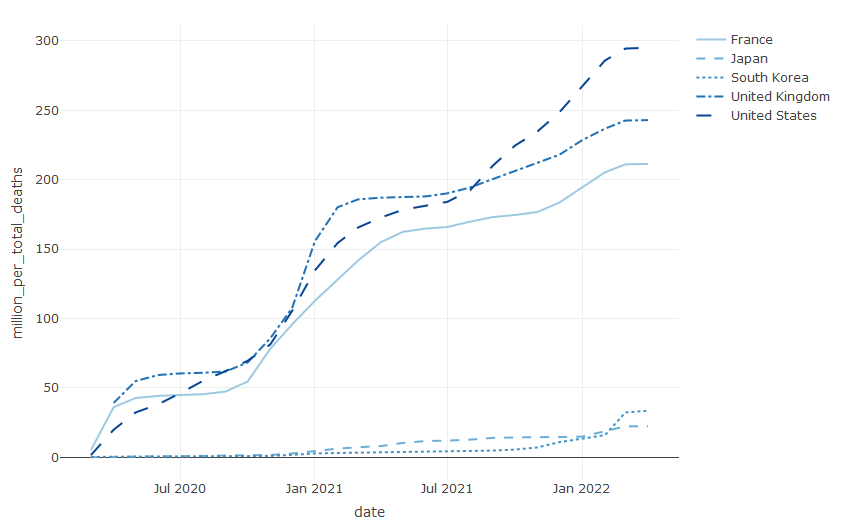 300
250
200
150
100
50
0
million_per_total_deaths
Jul 2020
Jan 2021
Jul 2021
Jan 2022
date
France
Japan
South Korea
United Kingdom
United States